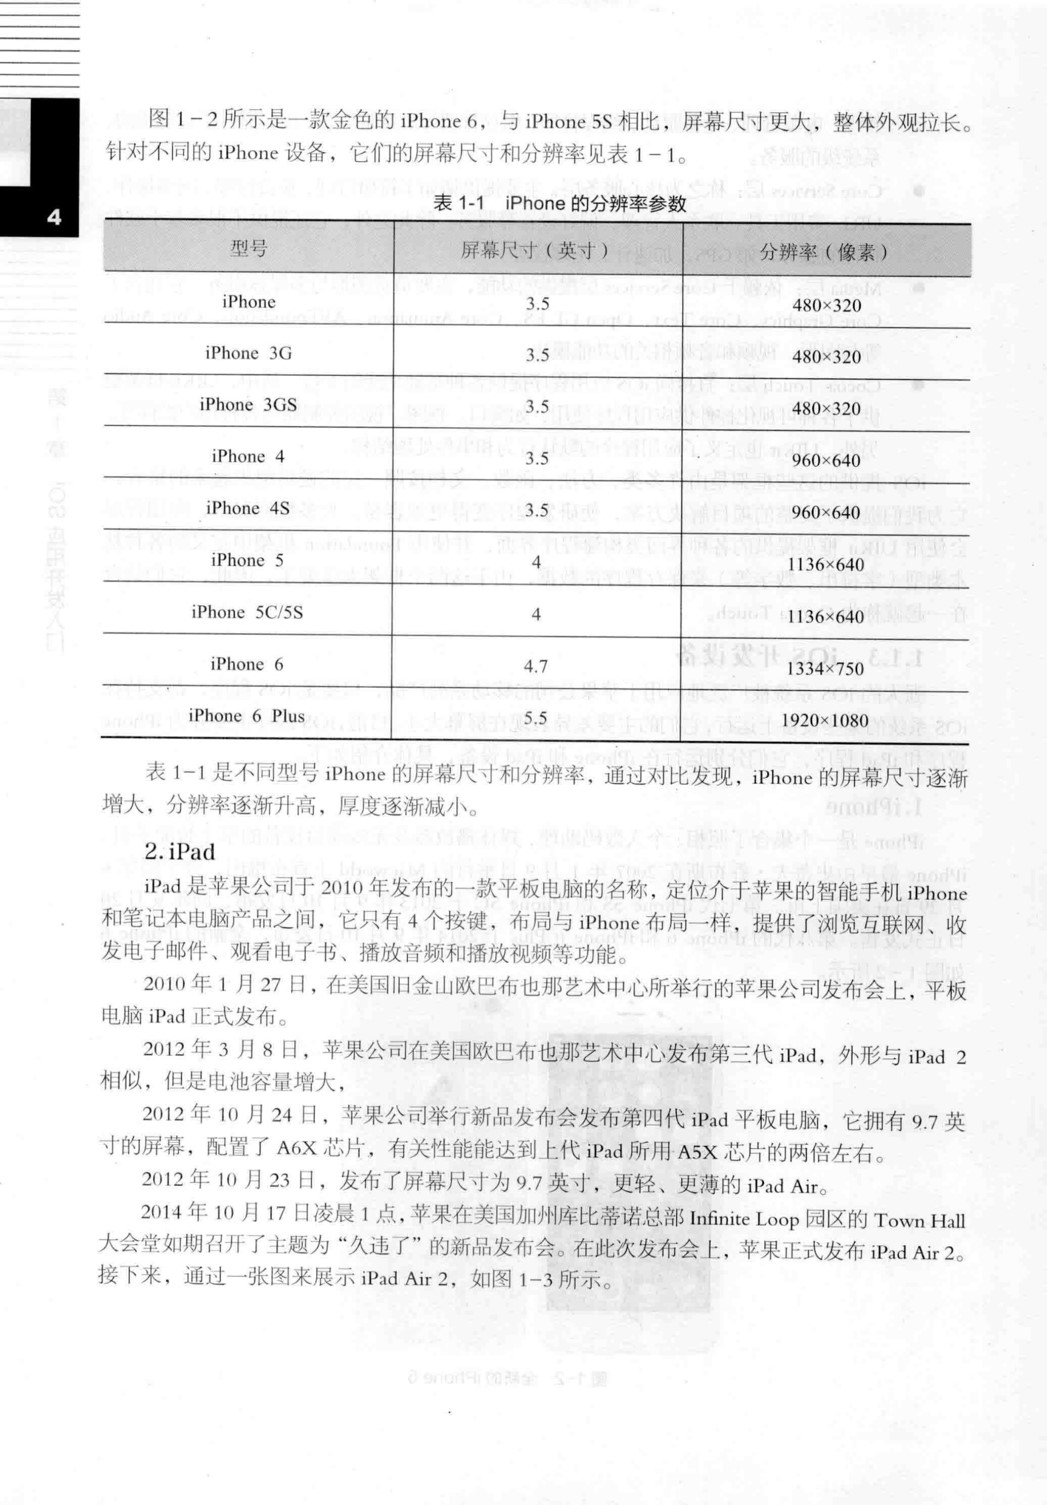 4
图 1-2 所示是一款金色的 iPhone 6，与 iPhone 5S 相比，屏幕尺寸更大，整体外观拉长。
针对不同的 iPhone 设备，它们的屏幕尺寸和分辨率见表 1-1。
表 1-1 iPhone 的分辨率参数
型号 屏幕尺寸（英寸） 分辨率（像素）
iPhone 3.5 480×320
iPhone 3G 3.5 480×320
iPhone 3GS 3.5 480×320
iPhone 4 3.5 960×640
iPhone 4S 3.5 960×640
iPhone 5 4 1136×640
iPhone 5C/5S 4 1136×640
iPhone 6 4.7 1334×750
iPhone 6 Plus 5.5 1920×1080
表 1-1 是不同型号 iPhone 的屏幕尺寸和分辨率，通过对比发现，iPhone 的屏幕尺寸逐渐
增大，分辨率逐渐升高，厚度逐渐减小。
2.iPad
iPad 是苹果公司于 2010 年发布的一款平板电脑的名称，定位介于苹果的智能手机 iPhone
和笔记本电脑产品之间，它只有 4 个按键，布局与 iPhone 布局一样，提供了浏览互联网、收
发电子邮件、观看电子书、播放音频和播放视频等功能。
2010 年 1 月 27 日，在美国旧金山欧巴布也那艺术中心所举行的苹果公司发布会上，平板
电脑 iPad 正式发布。
2012 年 3 月 8 日，苹果公司在美国欧巴布也那艺术中心发布第三代 iPad，外形与 iPad 2
相似，但是电池容量增大，
2012 年 10 月 24 日，苹果公司举行新品发布会发布第四代 iPad 平板电脑，它拥有 9.7 英
寸的屏幕，配置了 A6X 芯片，有关性能能达到上代 iPad 所用 A5X 芯片的两倍左右。
2012 年 10 月 23 日，发布了屏幕尺寸为 9.7 英寸，更轻、更薄的 iPad Air。
2014 年 10 月 17 日凌晨 1 点，苹果在美国加州库比蒂诺总部 Infinite Loop 园区的 Town Hall
大会堂如期召开了主题为“久违了”的新品发布会。在此次发布会上，苹果正式发布 iPad Air 2。
接下来，通过一张图来展示 iPad Air 2，如图 1-3 所示。